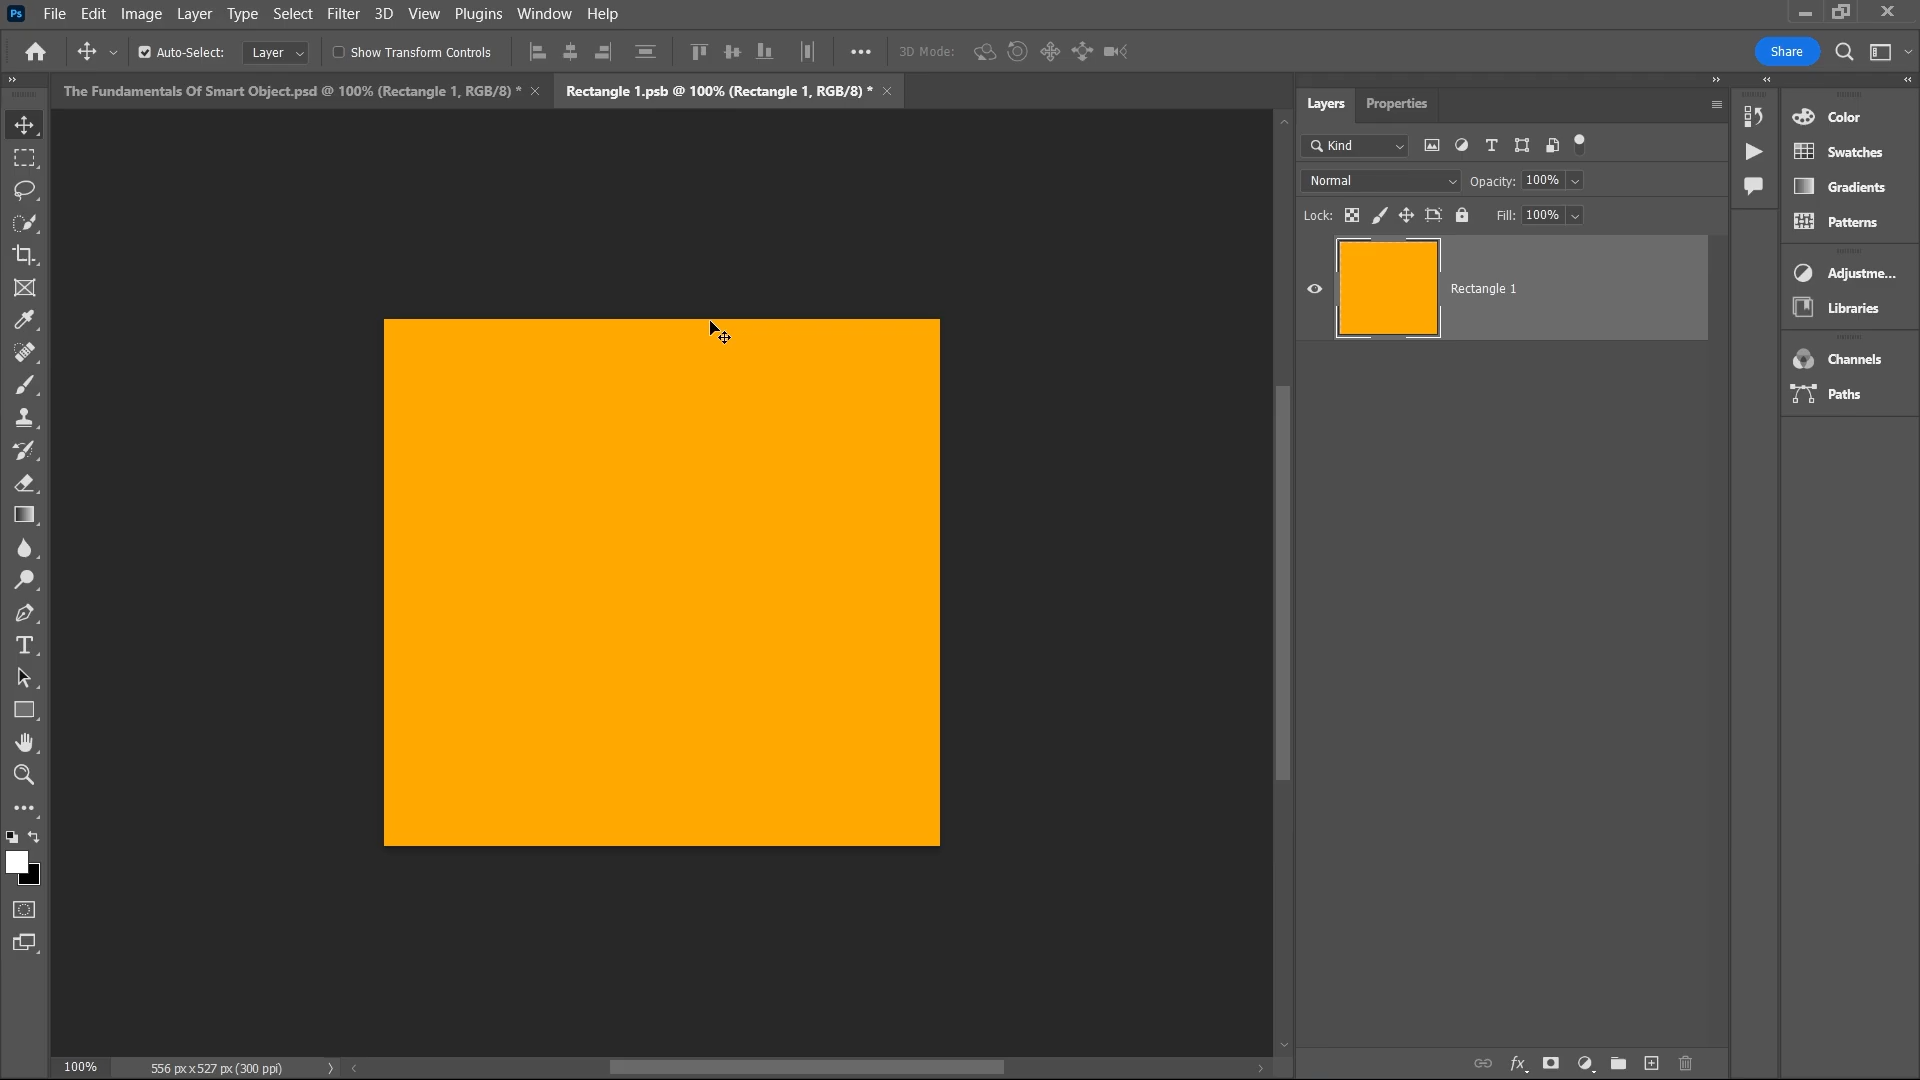 Ps File Edit Image Layer Type Select Filter 3D View Plugins Window Help
Auto-Select: Layer Show Transform Controls 3D Mode: Share
The Fundamentals Of Smart Object.psd @ 100% (Rectangle 1, RGB/8) *
Rectangle 1.psb @ 100% (Rectangle 1, RGB/8) *
Layers Properties
Kind
Normal Opacity: 100%
Lock: Fill: 100%
Rectangle 1
Color
Swatches
Gradients
Patterns
Adjustme...
Libraries
Channels
Paths
100% 556 px x 527 px (300 ppi)